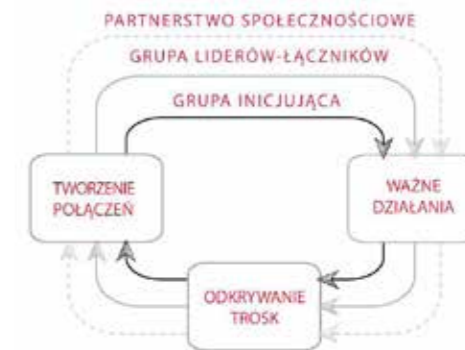 PARTNERSTWO SPOŁECZNOŚCIOWE
GRUPA LIDERÓW-ŁĄCZNIKÓW
GRUPA INICJUJĄCA
TWORZENIE
POŁĄCZEŃ
WAŻNE
DZIAŁANIA
ODKRYWANIE
TROSK